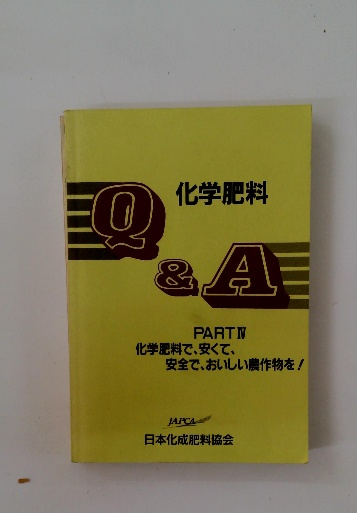 化学肥料
Q & A
PART Ⅳ
化学肥料で、安くて、
安全で、おいしい農作物を！
JAPCA
日本化成肥料協会